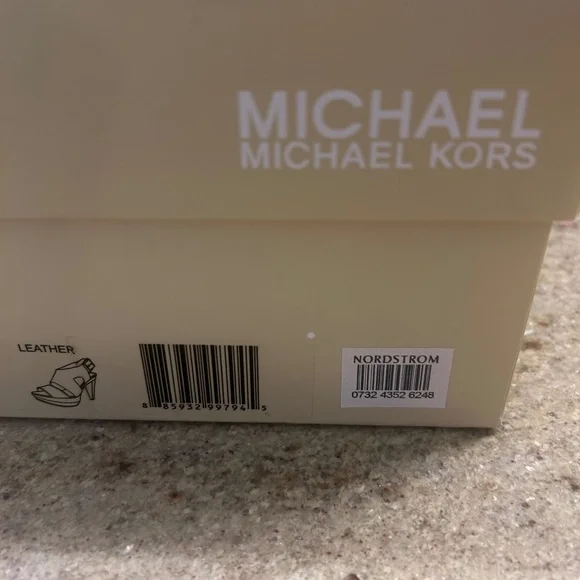 MICHAEL
MICHAEL KORS
LEATHER
8 85932 99794 5
NORDSTROM
0732 4352 6248